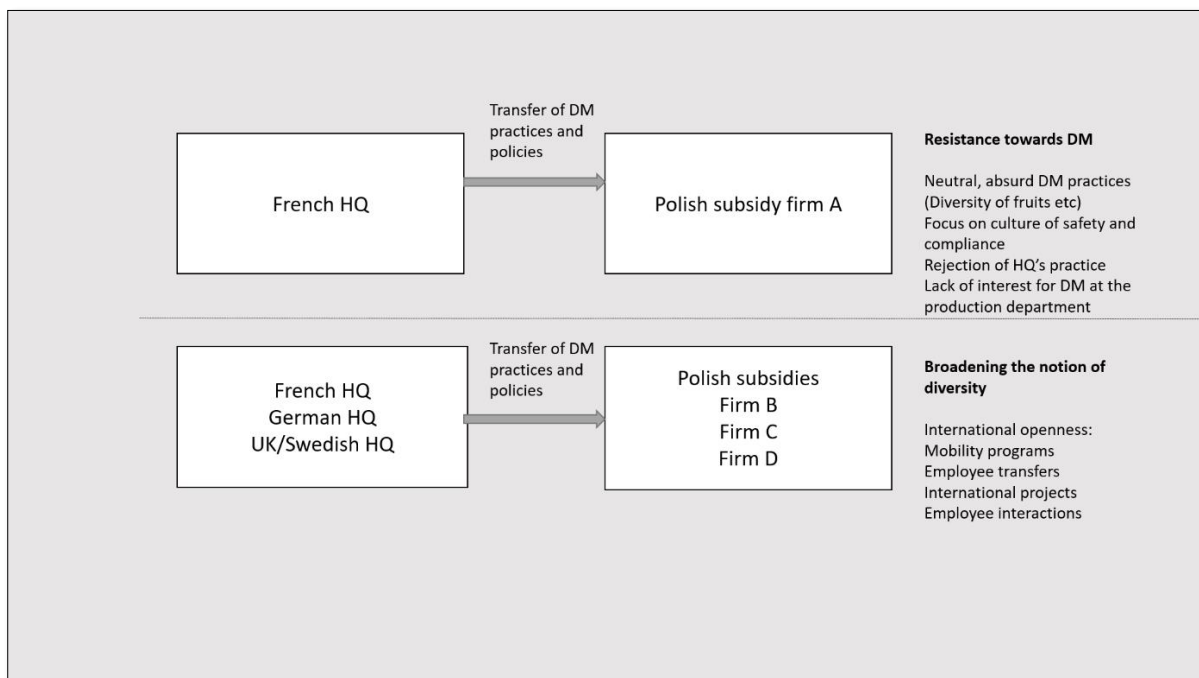 Transfer of DM
practices and
policies
French HQ
Polish subsidy firm A
Resistance towards DM
Neutral, absurd DM practices
(Diversity of fruits etc)
Focus on culture of safety and
compliance
Rejection of HQ's practice
Lack of interest for DM at the
production department
Transfer of DM
practices and
policies
French HQ
German HQ
UK/Swedish HQ
Polish subsidies
Firm B
Firm C
Firm D
Broadening the notion of
diversity
International openness:
Mobility programs
Employee transfers
International projects
Employee interactions